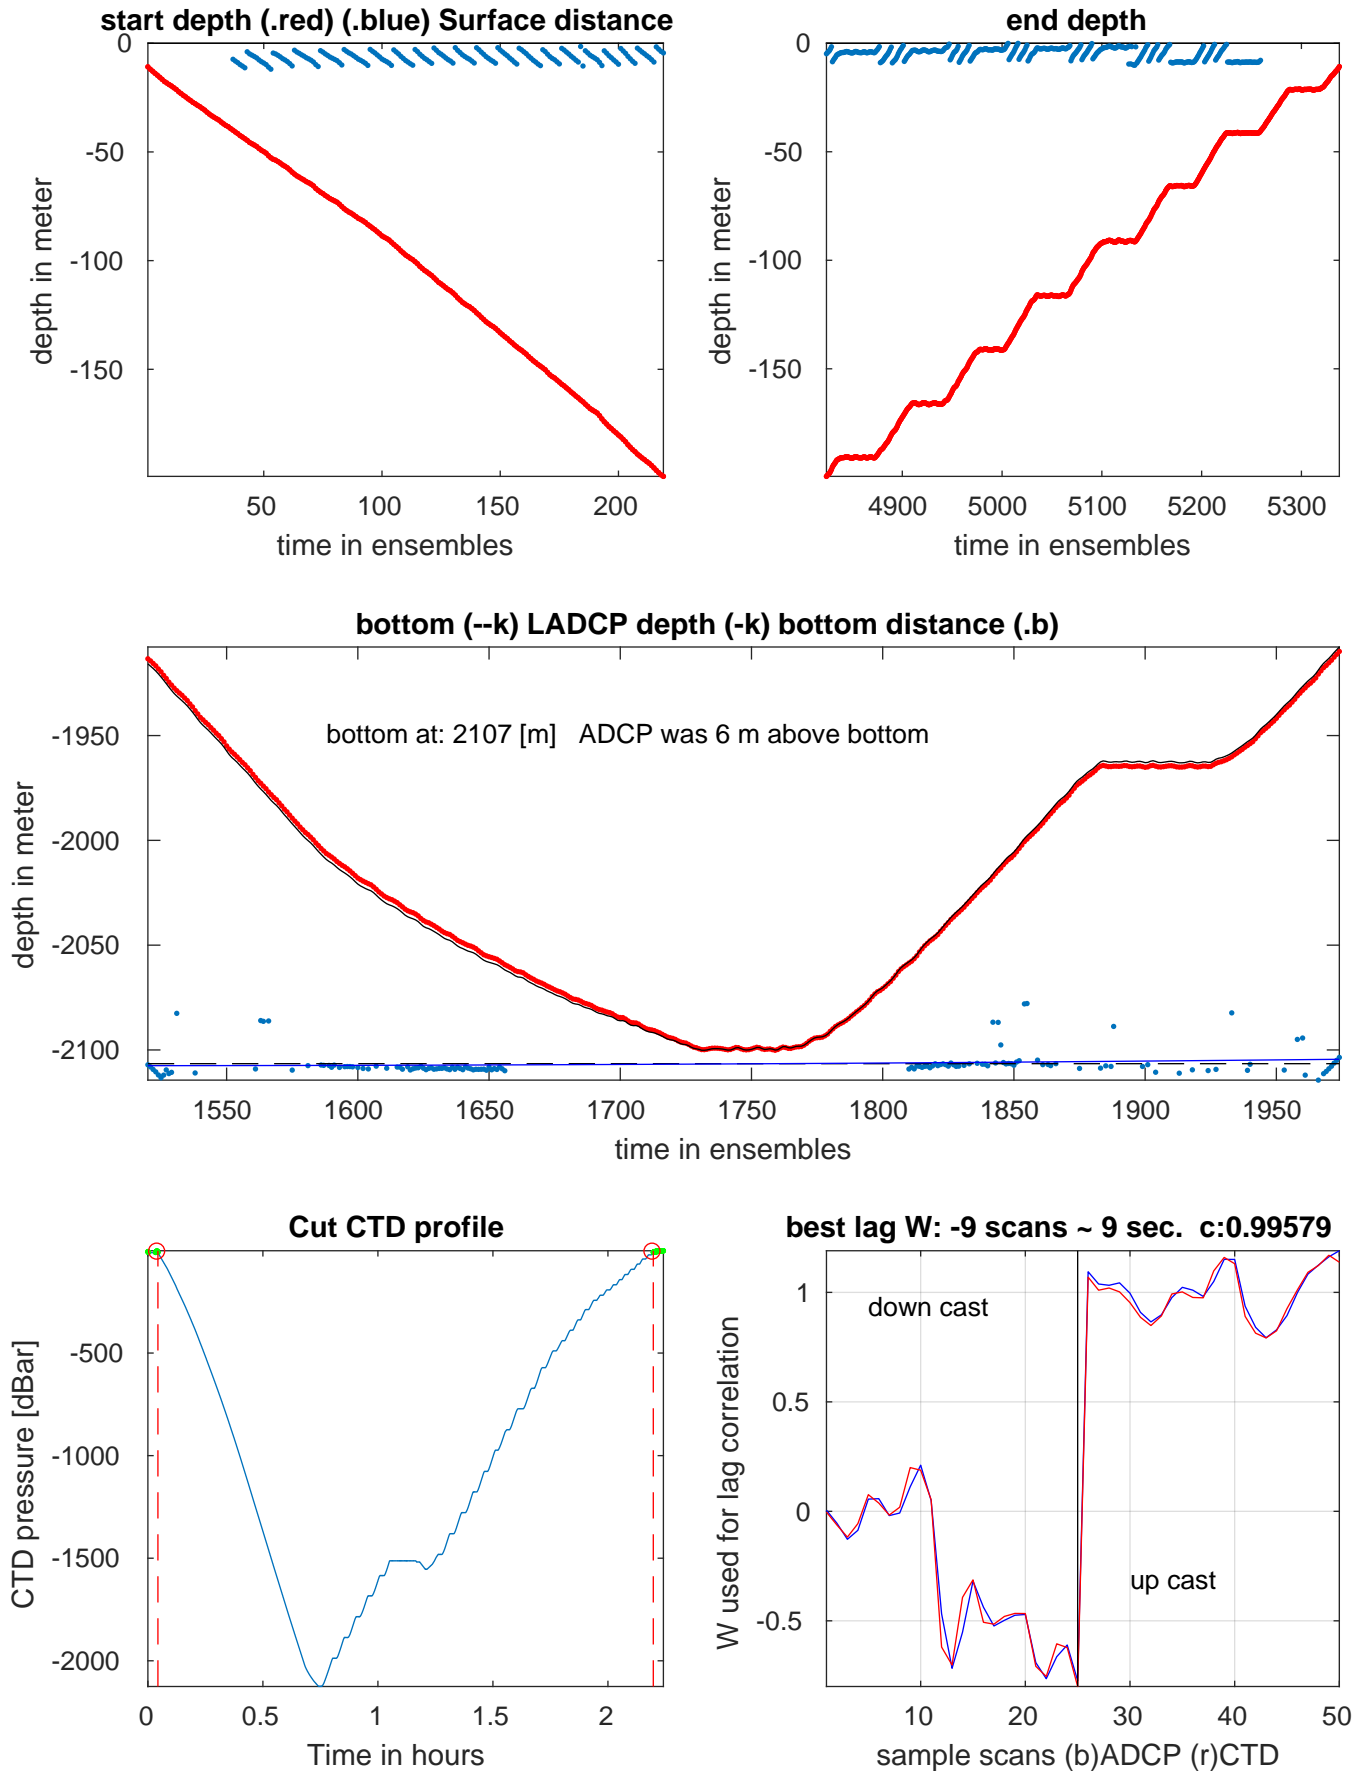 start depth (.red) (.blue) Surface distance
0
-50
-100
-150
depth in meter
50
100
150
200
time in ensembles
end depth
0
-50
-100
-150
depth in meter
4900
5000
5100
5200
5300
time in ensembles
bottom (--k) LADCP depth (-k) bottom distance (.b)
bottom at: 2107 [m]   ADCP was 6 m above bottom
-1950
-2000
-2050
-2100
depth in meter
1550
1600
1650
1700
1750
1800
1850
1900
1950
time in ensembles
Cut CTD profile
-500
-1000
-1500
-2000
CTD pressure [dBar]
0
0.5
1
1.5
2
Time in hours
best lag W: -9 scans ~ 9 sec.  c:0.99579
down cast
up cast
1
0.5
0
-0.5
W used for lag correlation
10
20
30
40
50
sample scans (b)ADCP (r)CTD